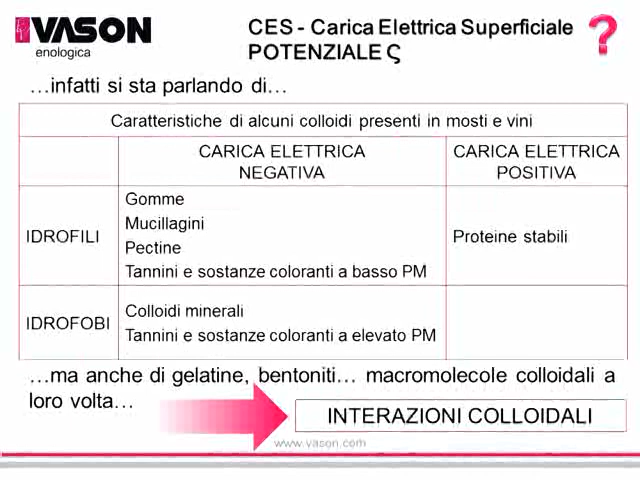 VASON
enologica
CES - Carica Elettrica Superficiale
POTENZIALE ς
?
…infatti si sta parlando di…
Caratteristiche di alcuni colloidi presenti in mosti e vini
CARICA ELETTRICA
NEGATIVA
CARICA ELETTRICA
POSITIVA
IDROFILI
Gomme
Mucillagini
Pectine
Tannini e sostanze coloranti a basso PM
Proteine stabili
IDROFOBI
Colloidi minerali
Tannini e sostanze coloranti a elevato PM
…ma anche di gelatine, bentoniti… macromolecole colloidali a
loro volta…
INTERAZIONI COLLOIDALI
www.vason.com